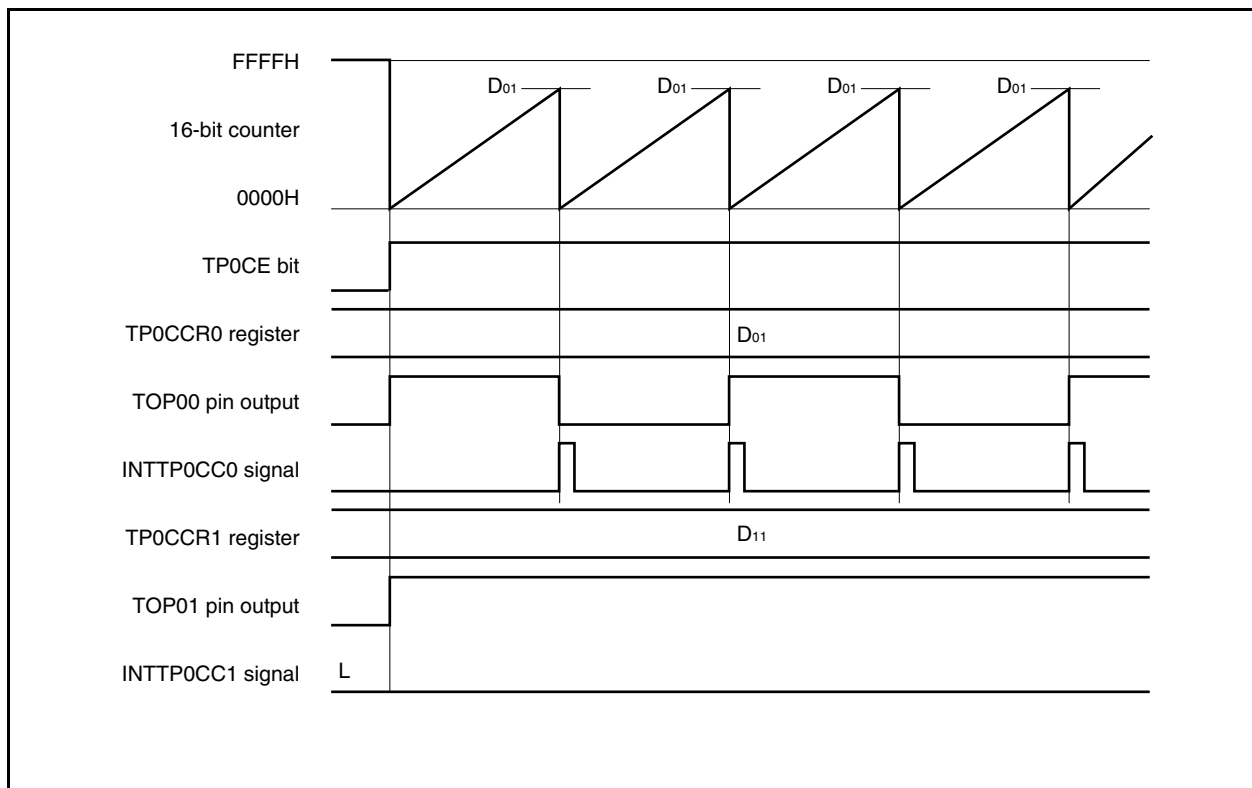 FFFFH
D01 D01 D01 D01
16-bit counter
0000H
TP0CE bit
TP0CCR0 register D01
TOP00 pin output
INTTP0CC0 signal
TP0CCR1 register D11
TOP01 pin output
INTTP0CC1 signal L